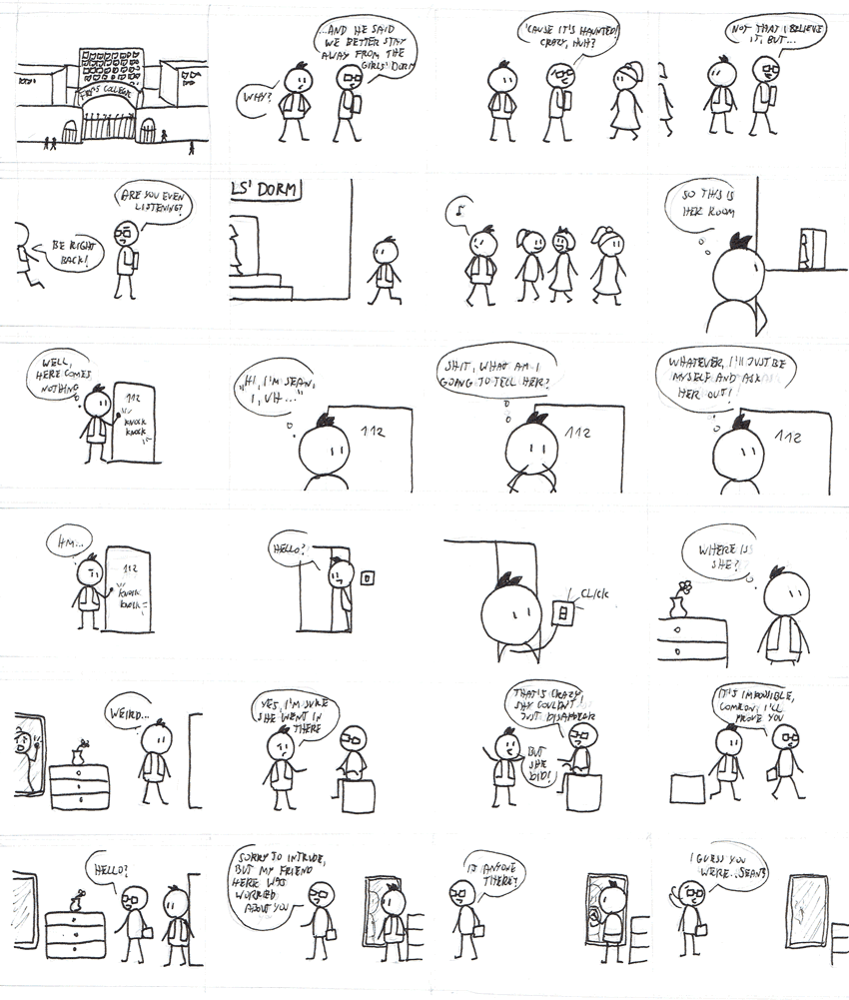 ERIS COLLEGE
...AND HE SAID
WE BETTER STAY
AWAY FROM THE
GIRLS' DORM
WHY?
'CAUSE IT'S HAUNTED!
CRAZY, HUH?
NOT THAT I BELIEVE
IT, BUT...
ARE YOU EVEN
LISTENING?
BE RIGHT
BACK!
LS' DORM
SO THIS IS
HER ROOM
WELL,
HERE COMES
NOTHING
112
KNOCK
KNOCK
"HI, I'M SEAN,
I, UH..."
112
SHIT, WHAT AM I
GOING TO TELL HER?
112
WHATEVER, I'LL JUST BE
MYSELF AND ASK
HER OUT!
112
HM...
112
KNOCK
KNOCK
HELLO?
CLICK
WHERE IS
SHE?
WEIRD...
YES, I'M SURE
SHE WENT IN
THERE
THAT'S CRAZY,
SHY COULDN'T
JUST DISAPPEAR
BUT
SHE
DID!
IT'S IMPOSSIBLE,
COME ON, I'LL
PROVE YOU
HELLO?
SORRY TO INTRUDE,
BUT MY FRIEND
HERE WAS
WORRIED
ABOUT YOU
IS ANYONE
THERE?
I GUESS YOU
WERE...SEAN?